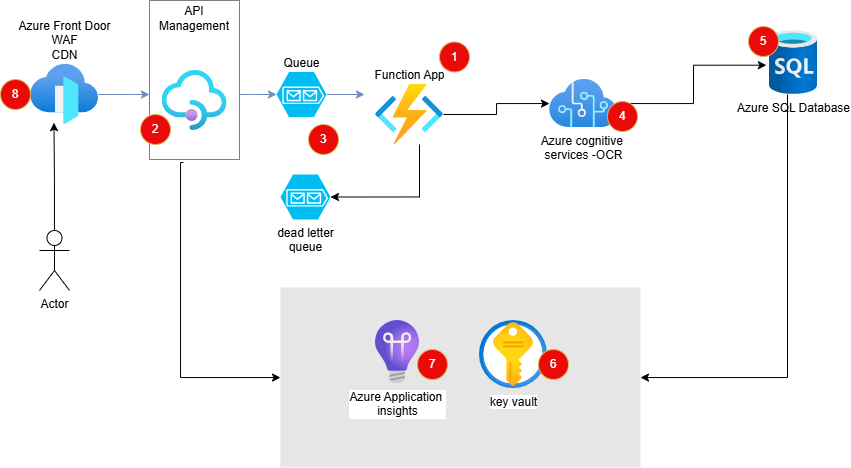 API
Management
Azure Front Door
WAF
CDN
8
2
Queue
3
Function App
1
dead letter
queue
4
Azure cognitive
services -OCR
5
SQL
Azure SQL Database
Actor
7
Azure Application
insights
6
key vault